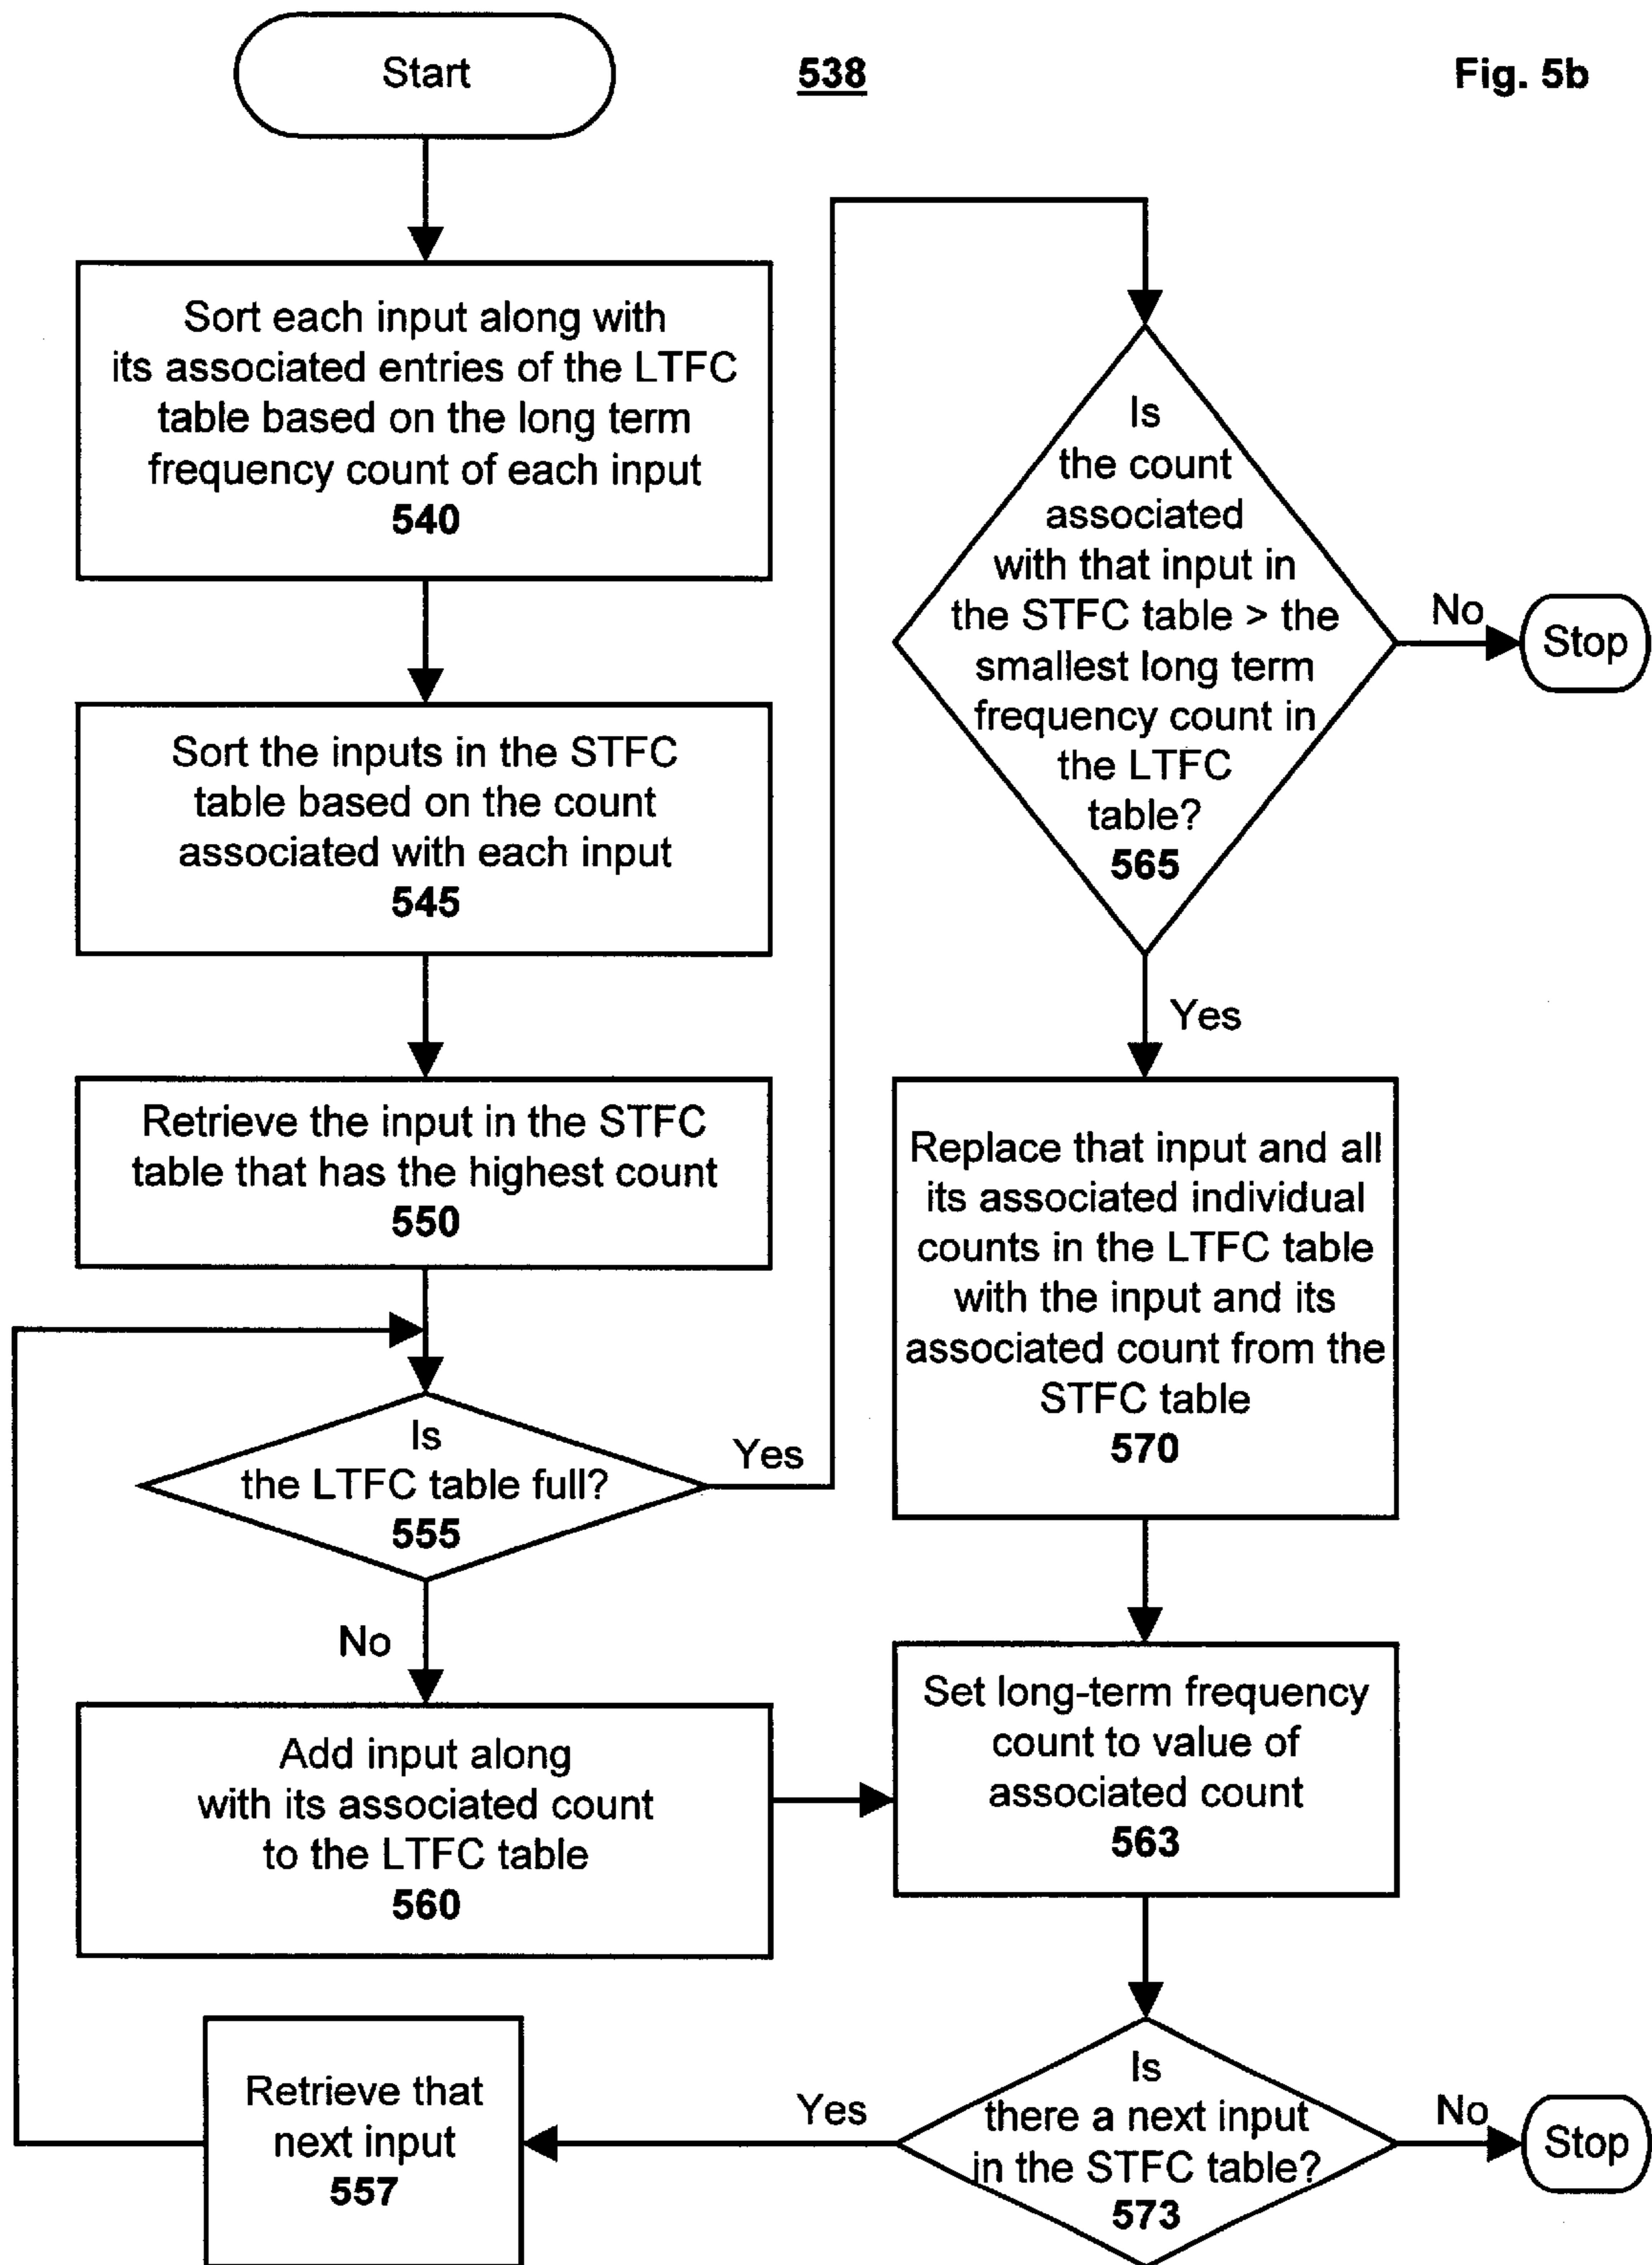 Start
538
Fig. 5b
Sort each input along with
its associated entries of the LTFC
table based on the long term
frequency count of each input
540
Sort the inputs in the STFC
table based on the count
associated with each input
545
Retrieve the input in the STFC
table that has the highest count
550
Is
the LTFC table full?
555
Yes
No
Add input along
with its associated count
to the LTFC table
560
Retrieve that
next input
557
Is
the count
associated
with that input in
the STFC table > the
smallest long term
frequency count in
the LTFC
table?
565
No
Stop
Yes
Replace that input and all
its associated individual
counts in the LTFC table
with the input and its
associated count from the
STFC table
570
Set long-term frequency
count to value of
associated count
563
Is
there a next input
in the STFC table?
573
Yes
No
Stop